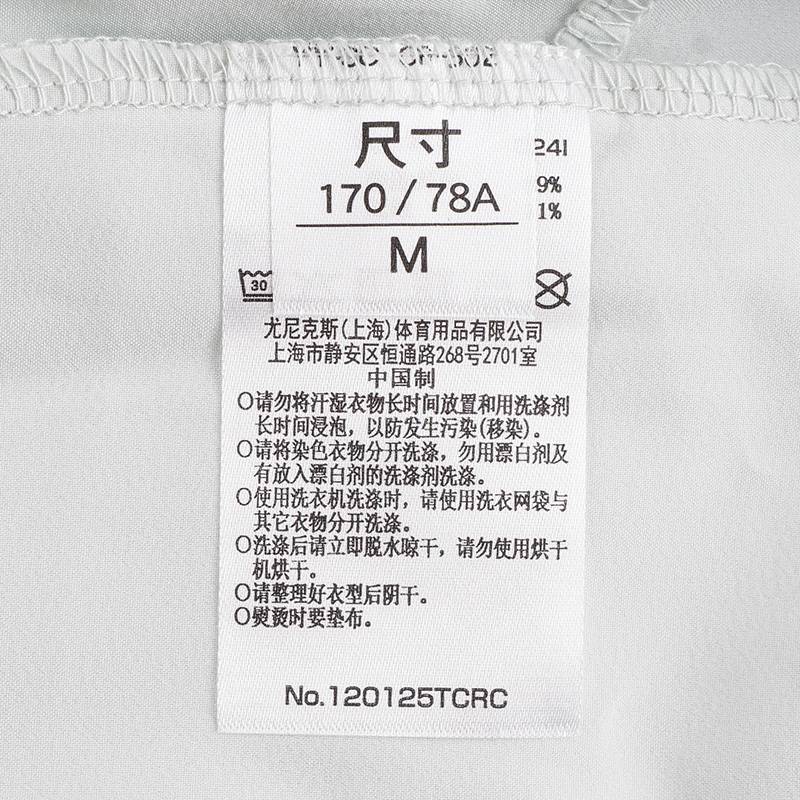 尺寸
170 / 78A
M
24I
9%
1%
30
尤尼克斯(上海)体育用品有限公司
上海市静安区恒通路268号2701室
中国制
○请勿将汗湿衣物长时间放置和用洗涤剂
长时间浸泡，以防发生污染(移染)。
○请将染色衣物分开洗涤，勿用漂白剂及
有放入漂白剂的洗涤剂洗涤。
○使用洗衣机洗涤时，请使用洗衣网袋与
其它衣物分开洗涤。
○洗涤后请立即脱水晾干，请勿使用烘干
机烘干。
○请整理好衣型后阴干。
○熨烫时要垫布。
No.120125TCRC